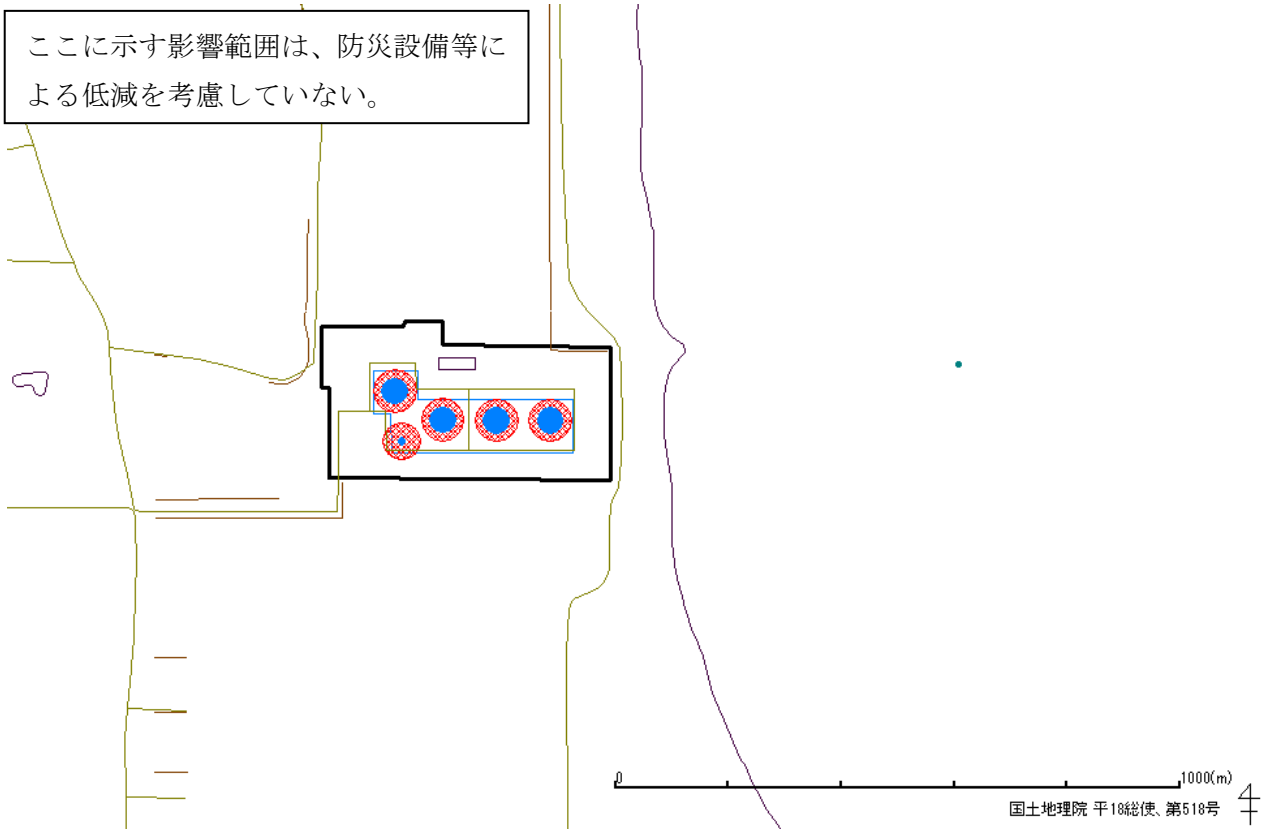 ここに示す影響範囲は、防災設備等に
よる低減を考慮していない。
0 1000(m)
国土地理院 平18総使、第518号